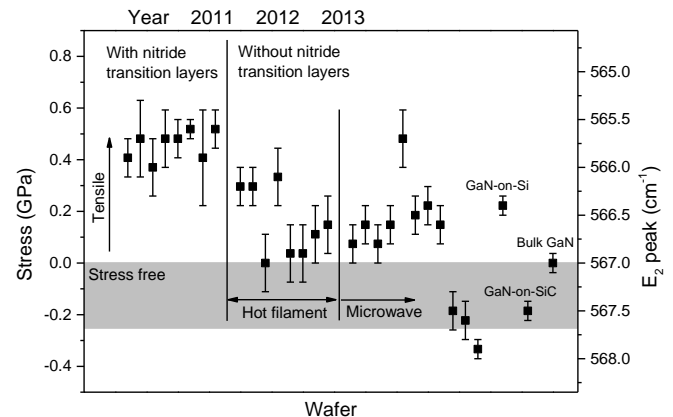 Year 2011 2012 2013
With nitride
transition layers
Without nitride
transition layers
Tensile
Stress free
Hot filament
Microwave
GaN-on-Si
Bulk GaN
GaN-on-SiC
0.8
0.6
0.4
0.2
0.0
-0.2
-0.4
Stress (GPa)
565.0
565.5
566.0
566.5
567.0
567.5
568.0
E₂ peak (cm⁻¹)
Wafer